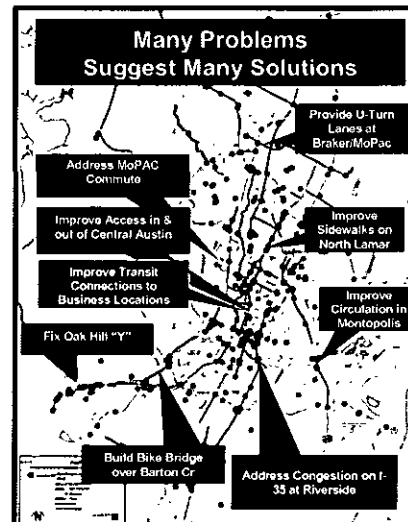 Many Problems
Suggest Many Solutions
Provide U-Turn
Lanes at
Braker/MoPac
Address MoPAC
Commute
Improve Access in &
out of Central Austin
Improve
Sidewalks on
North Lamar
Improve Transit
Connections to
Business Locations
Improve
Circulation in
Montopolis
Fix Oak Hill "Y"
Build Bike Bridge
over Barton Cr
Address Congestion on I-
35 at Riverside